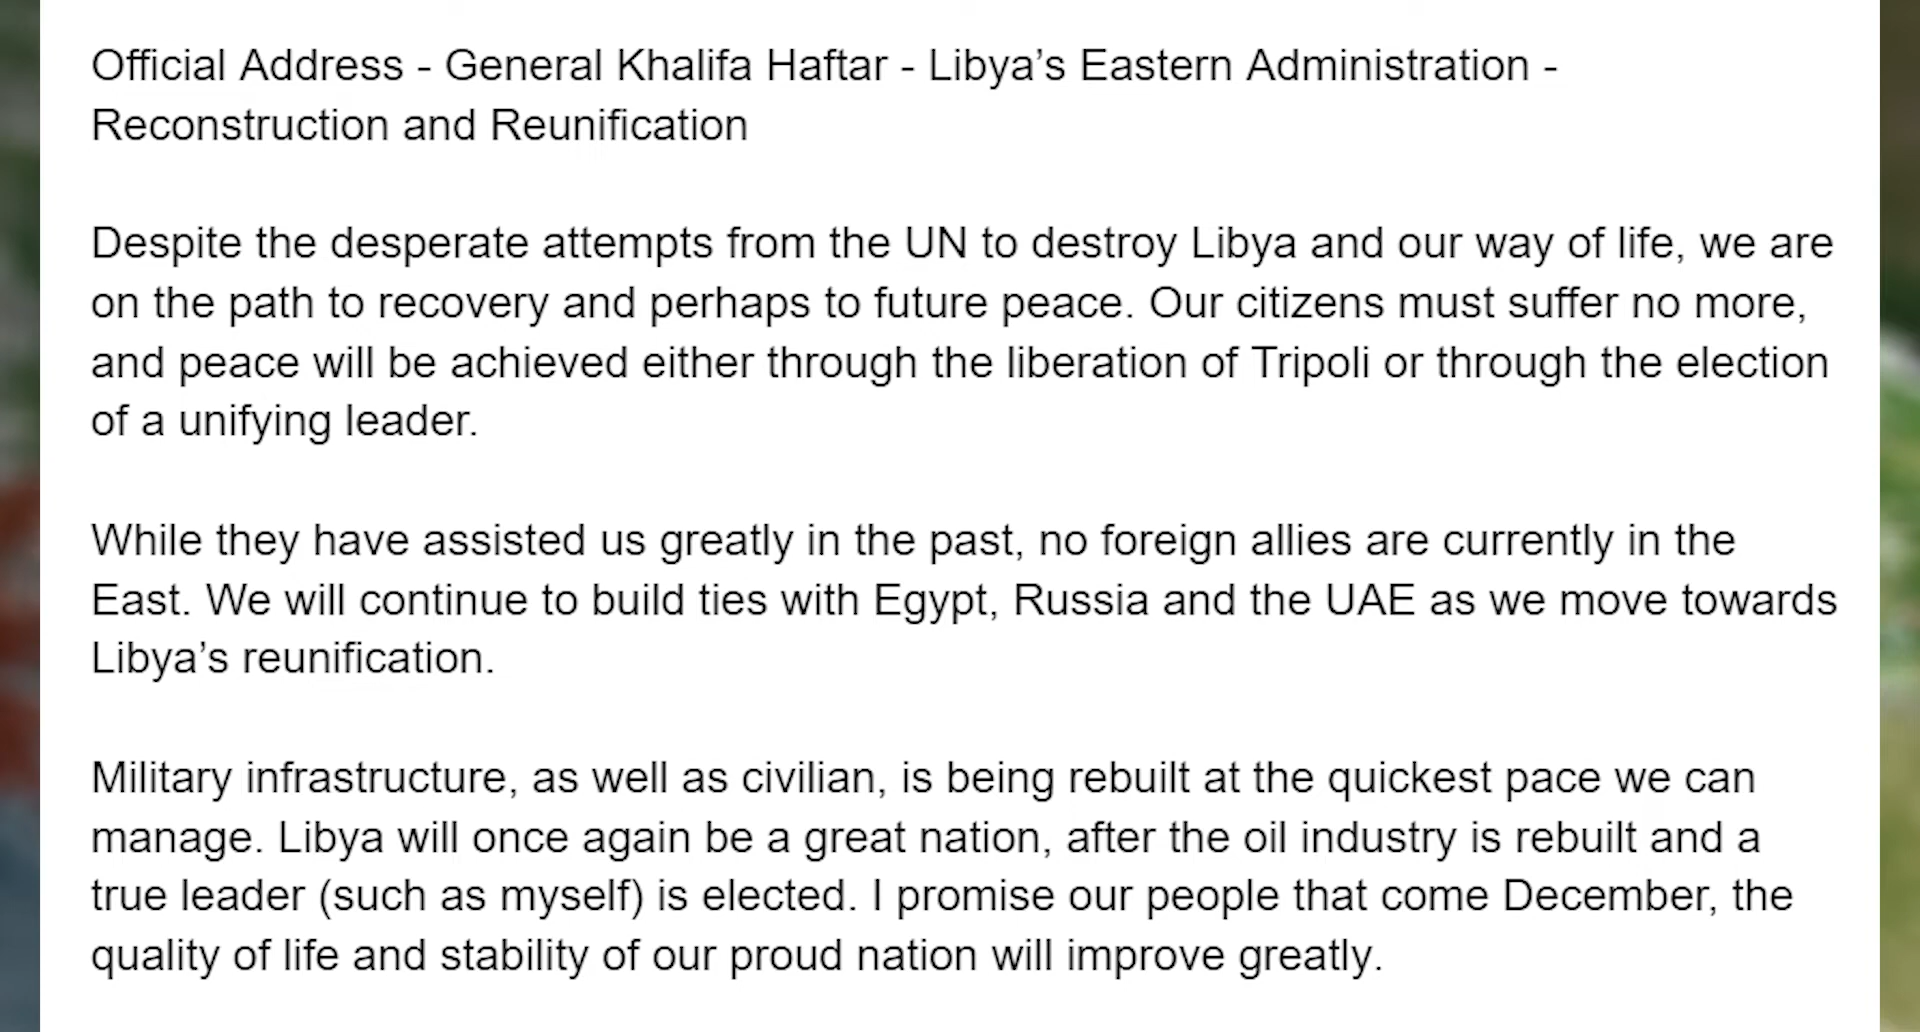 Official Address - General Khalifa Haftar - Libya’s Eastern Administration -
Reconstruction and Reunification
Despite the desperate attempts from the UN to destroy Libya and our way of life, we are
on the path to recovery and perhaps to future peace. Our citizens must suffer no more,
and peace will be achieved either through the liberation of Tripoli or through the election
of a unifying leader.
While they have assisted us greatly in the past, no foreign allies are currently in the
East. We will continue to build ties with Egypt, Russia and the UAE as we move towards
Libya’s reunification.
Military infrastructure, as well as civilian, is being rebuilt at the quickest pace we can
manage. Libya will once again be a great nation, after the oil industry is rebuilt and a
true leader (such as myself) is elected. I promise our people that come December, the
quality of life and stability of our proud nation will improve greatly.